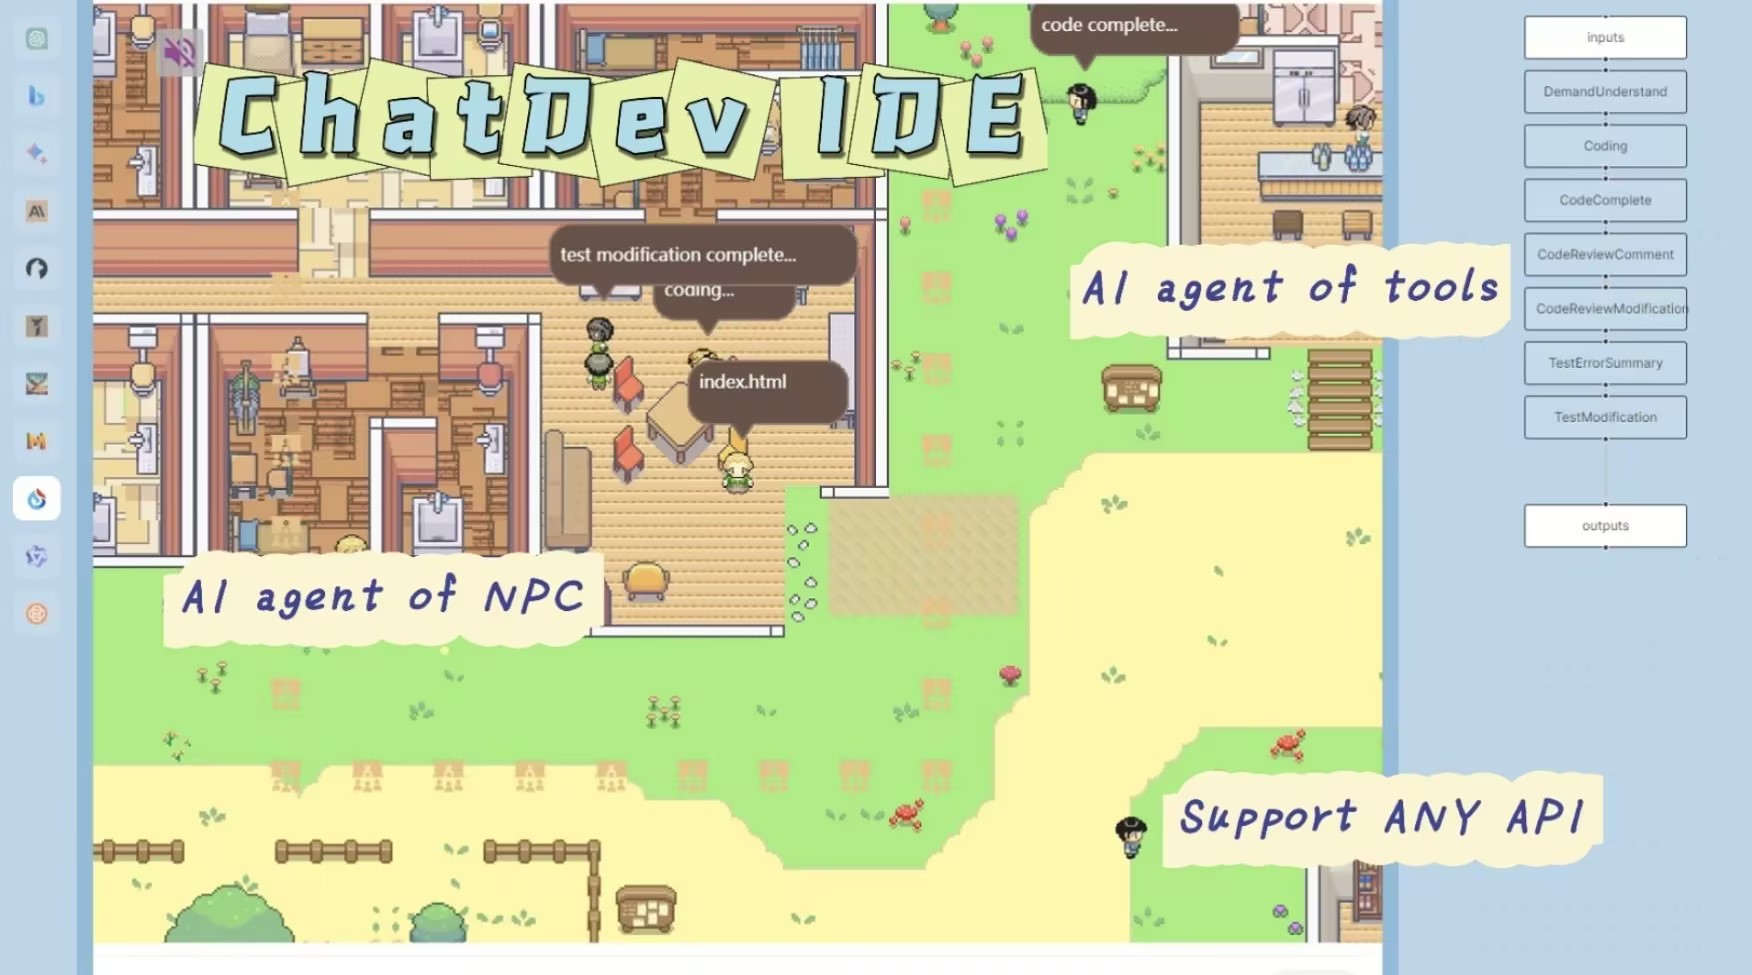 code complete...
ChatDev IDE
test modification complete...
coding...
index.html
AI agent of tools
AI agent of NPC
Support ANY API
inputs
DemandUnderstand
Coding
CodeComplete
CodeReviewComment
CodeReviewModification
TestErrorSummary
TestModification
outputs